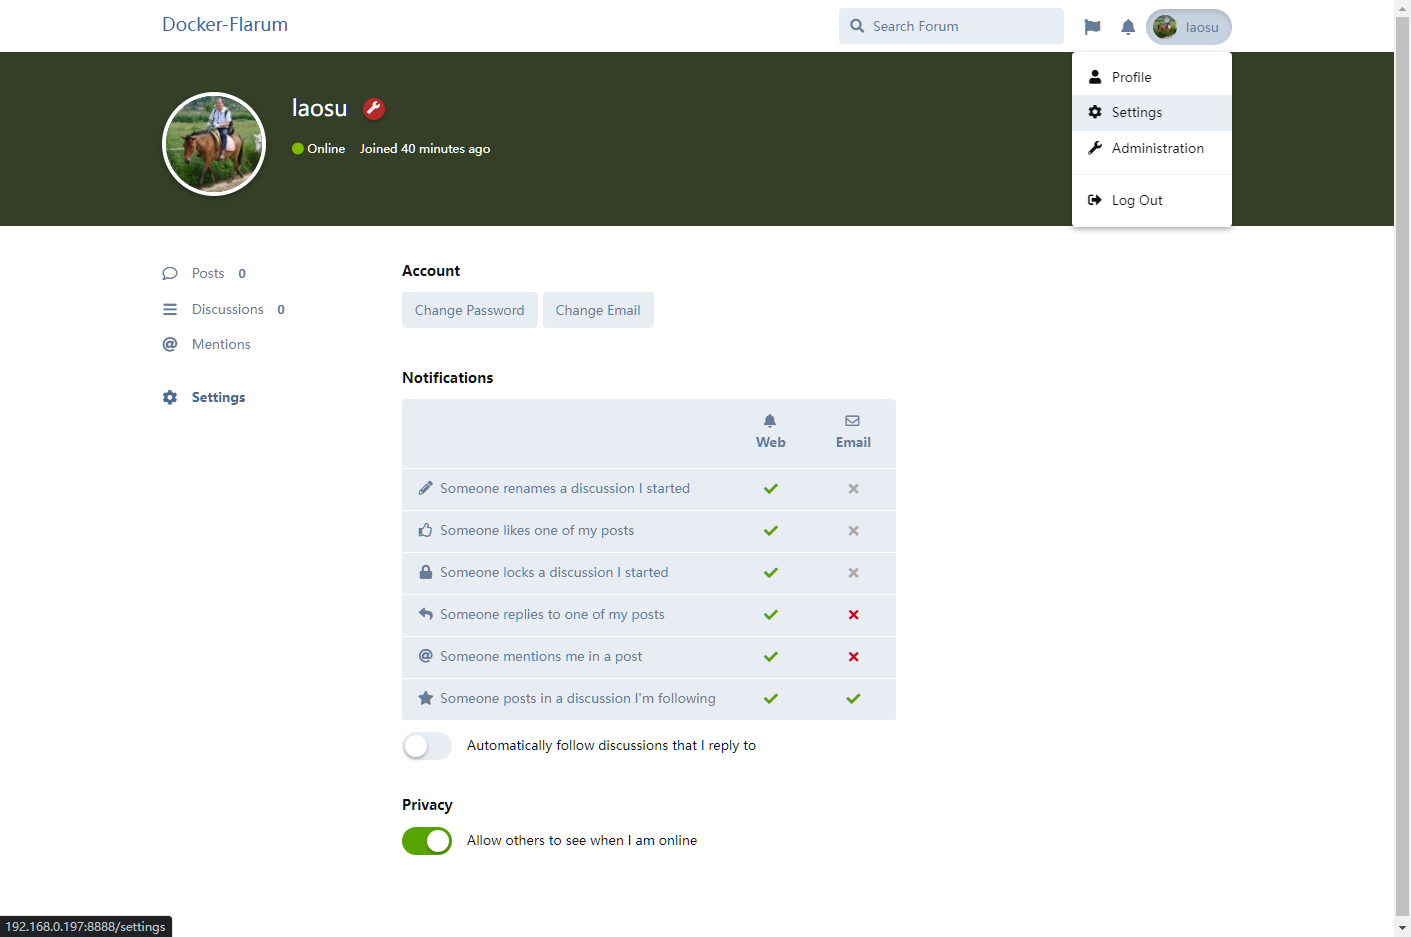 Docker-Flarum
Search Forum
laosu
Profile
Settings
Administration
Log Out
laosu
Online Joined 40 minutes ago
Posts 0
Discussions 0
Mentions
Settings
Account
Change Password Change Email
Notifications
Web Email
Someone renames a discussion I started
Someone likes one of my posts
Someone locks a discussion I started
Someone replies to one of my posts
Someone mentions me in a post
Someone posts in a discussion I'm following
Automatically follow discussions that I reply to
Privacy
Allow others to see when I am online
192.168.0.197:8888/settings